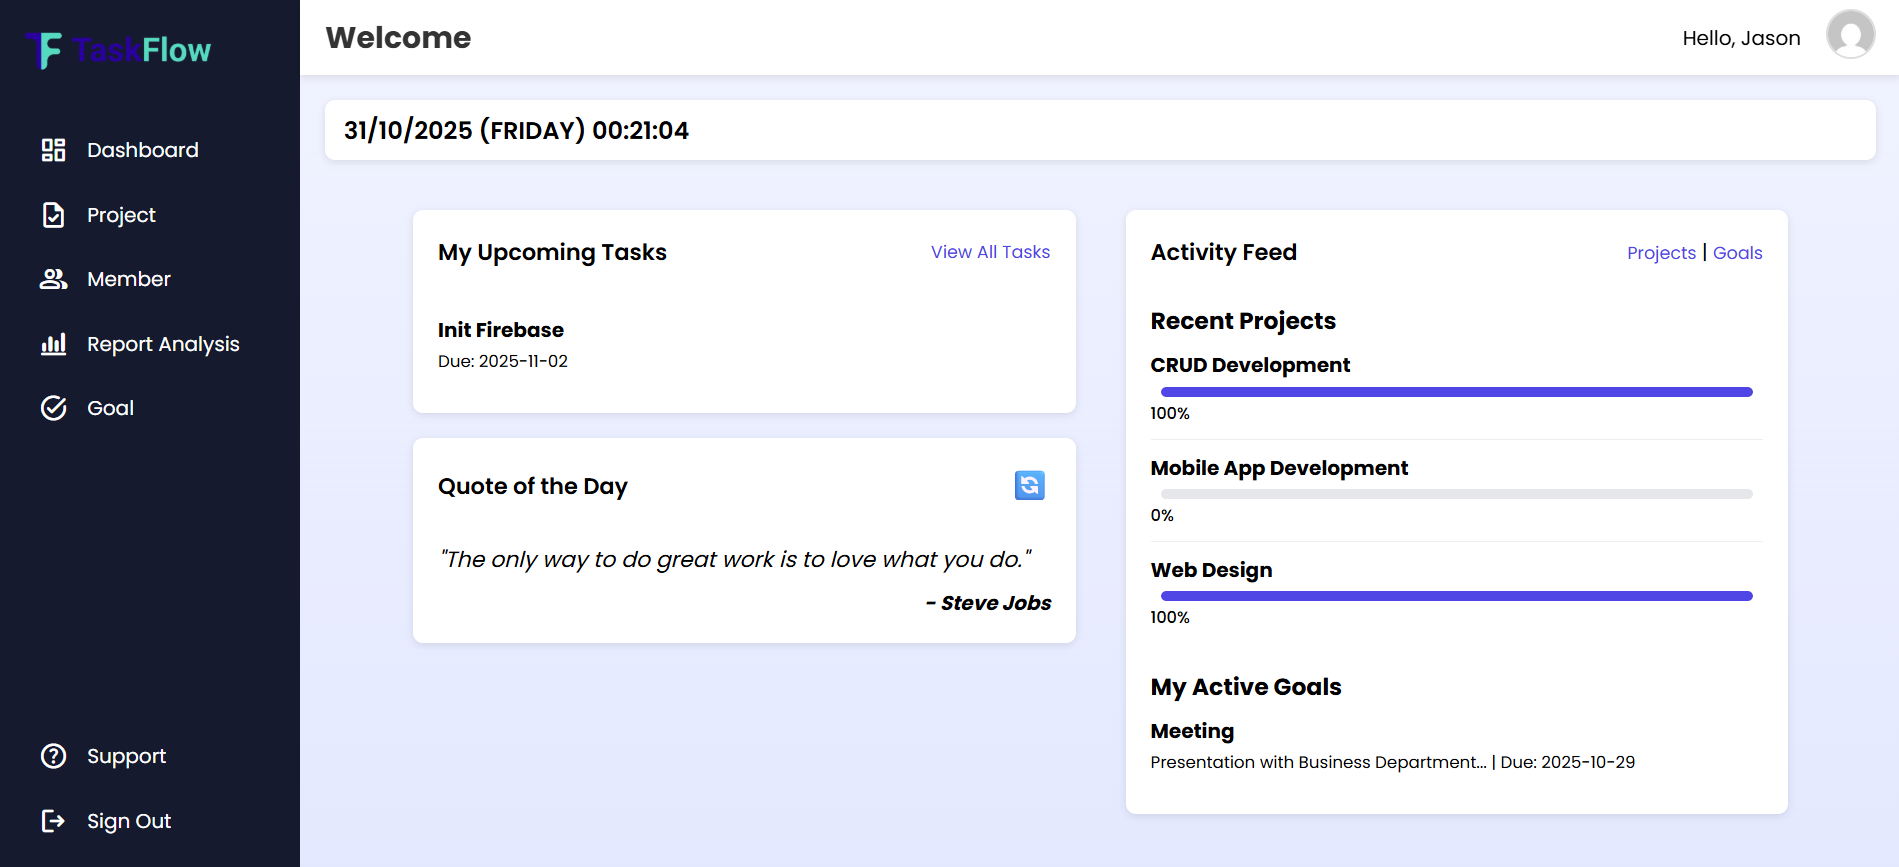 TaskFlow
Dashboard
Project
Member
Report Analysis
Goal
Support
Sign Out
Welcome
Hello, Jason
31/10/2025 (FRIDAY) 00:21:04
My Upcoming Tasks
View All Tasks
Init Firebase
Due: 2025-11-02
Quote of the Day
"The only way to do great work is to love what you do."
- Steve Jobs
Activity Feed
Projects | Goals
Recent Projects
CRUD Development
100%
Mobile App Development
0%
Web Design
100%
My Active Goals
Meeting
Presentation with Business Department... | Due: 2025-10-29